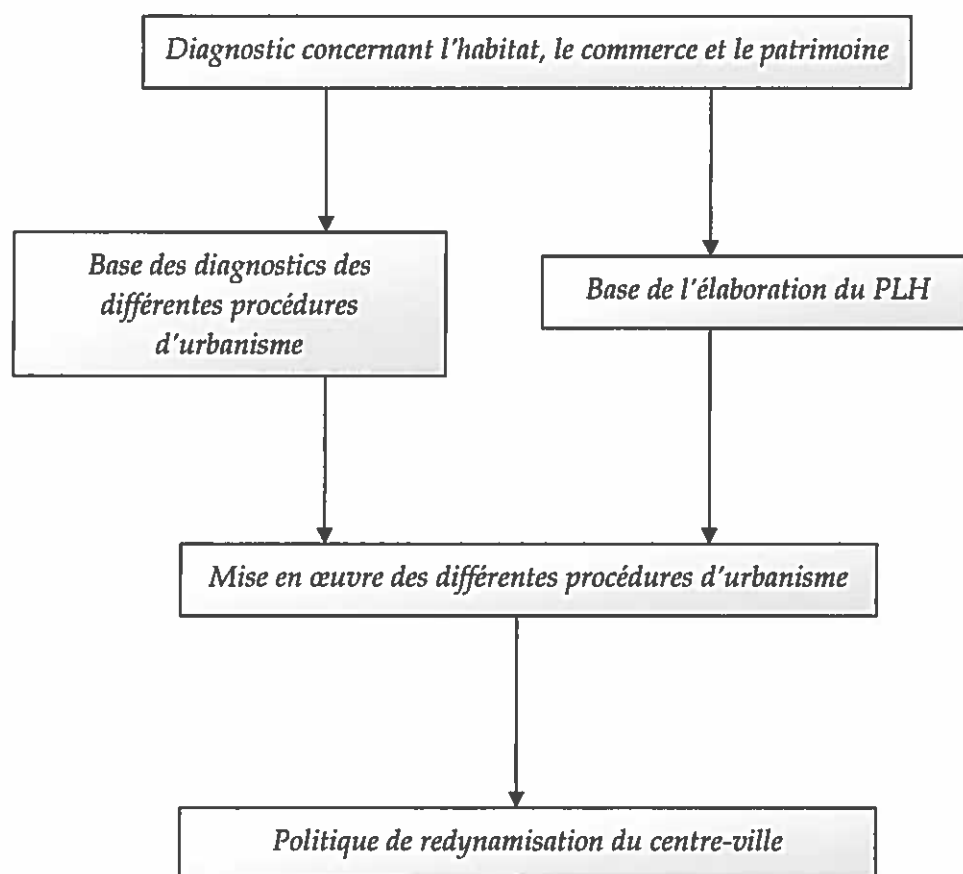 Diagnostic concernant l'habitat, le commerce et le patrimoine
Base des diagnostics des
différentes procédures
d'urbanisme
Base de l'élaboration du PLH
Mise en œuvre des différentes procédures d'urbanisme
Politique de redynamisation du centre-ville